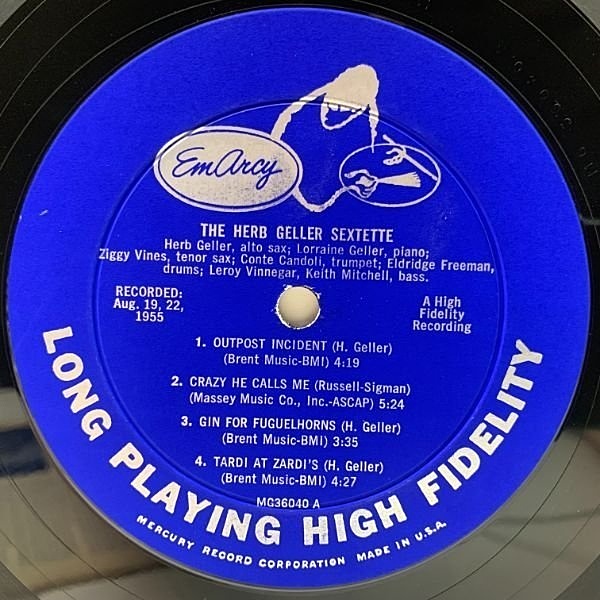 EmArcy
THE HERB GELLER SEXTETTE
Herb Geller, alto sax; Lorraine Geller, piano;
Ziggy Vines, tenor sax; Conte Candoli, trumpet; Eldridge Freeman,
drums; Leroy Vinnegar, Keith Mitchell, bass.
RECORDED:
Aug. 19, 22,
1955
A High
Fidelity
Recording
1. OUTPOST INCIDENT (H. Geller)
(Brent Music-BMI) 4:19
2. CRAZY HE CALLS ME (Russell-Sigman)
(Massey Music Co., Inc.-ASCAP) 5:24
3. GIN FOR FUGUELHORNS (H. Geller)
(Brent Music-BMI) 3:35
4. TARDI AT ZARDI'S (H. Geller)
(Brent Music-BMI) 4:27
MG36040 A
LONG PLAYING HIGH FIDELITY
MERCURY RECORD CORPORATION MADE IN U.S.A.